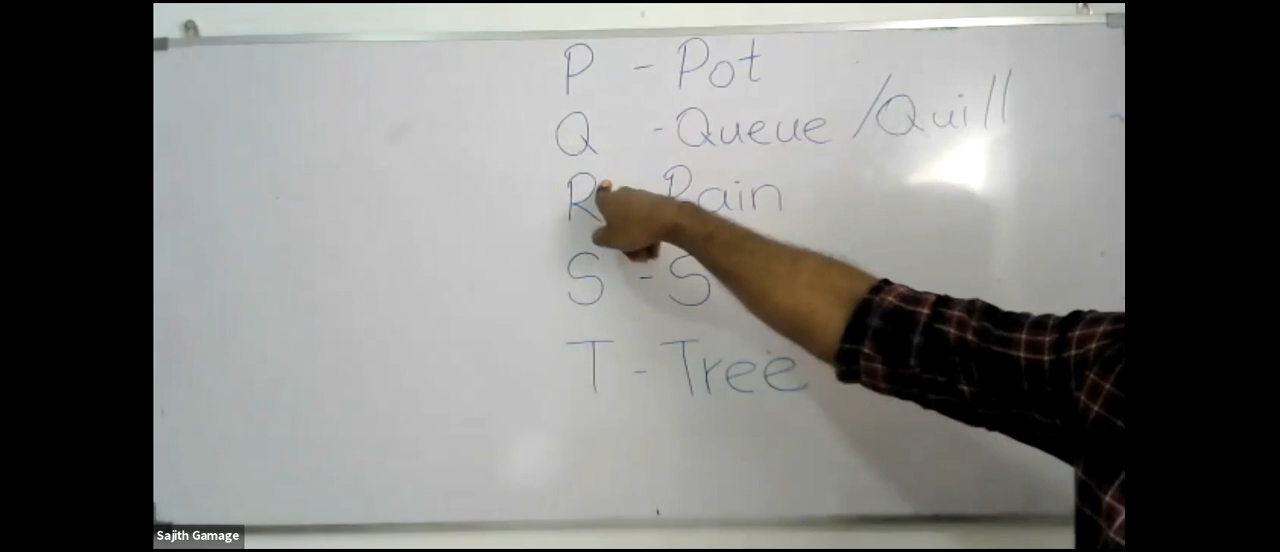 P - Pot
Q - Queue / Quill
R Rain
S - S
T - Tree
Sajith Gamage